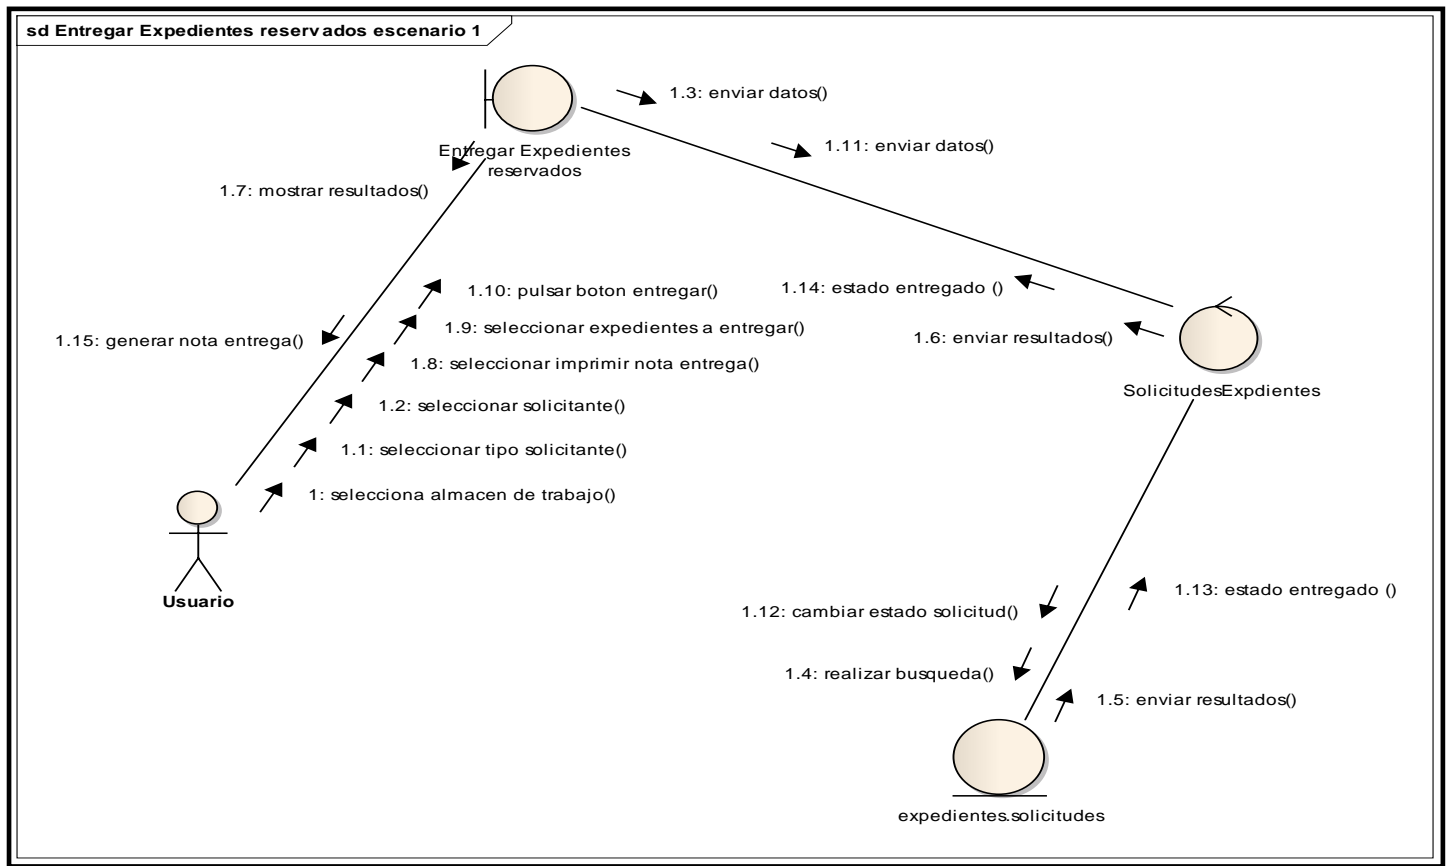 sd Entregar Expedientes reservados escenario 1
1.3: enviar datos()
1.11: enviar datos()
Entregar Expedientes
reservados
1.7: mostrar resultados()
1.10: pulsar boton entregar()
1.14: estado entregado ()
1.9: seleccionar expedientes a entregar()
1.15: generar nota entrega()
1.6: enviar resultados()
1.8: seleccionar imprimir nota entrega()
SolicitudesExpdientes
1.2: seleccionar solicitante()
1.1: seleccionar tipo solicitante()
1: selecciona almacen de trabajo()
Usuario
1.13: estado entregado ()
1.12: cambiar estado solicitud()
1.4: realizar busqueda()
1.5: enviar resultados()
expedientes.solicitudes